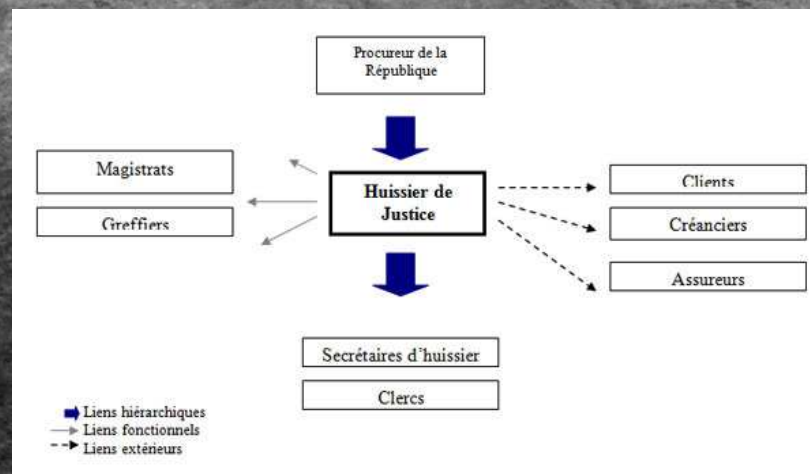 Procureur de la
République
Magistrats
Greffiers
Huissier de
Justice
Clients
Créanciers
Assureurs
Secrétaires d'huissier
Clercs
Liens hiérarchiques
Liens fonctionnels
Liens extérieurs